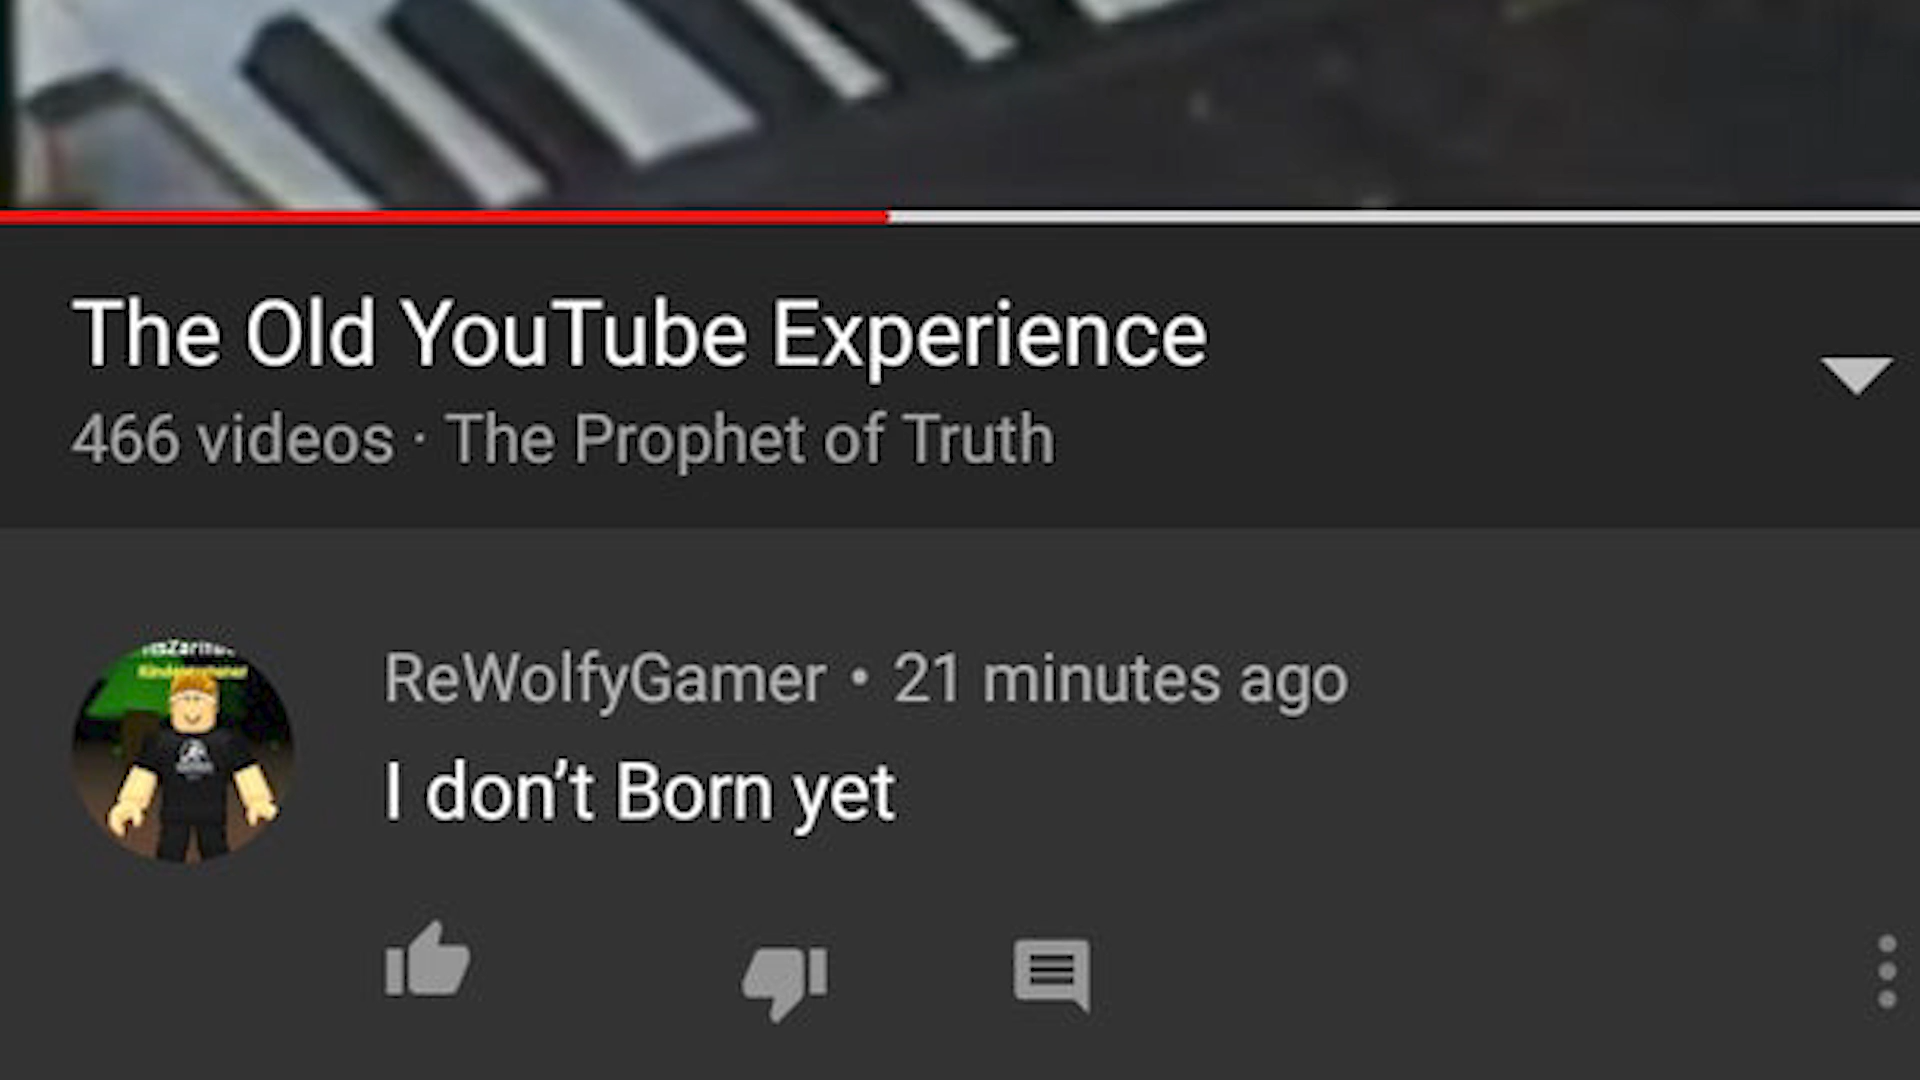 The Old YouTube Experience
466 videos · The Prophet of Truth
ReWolfyGamer • 21 minutes ago
I don’t Born yet